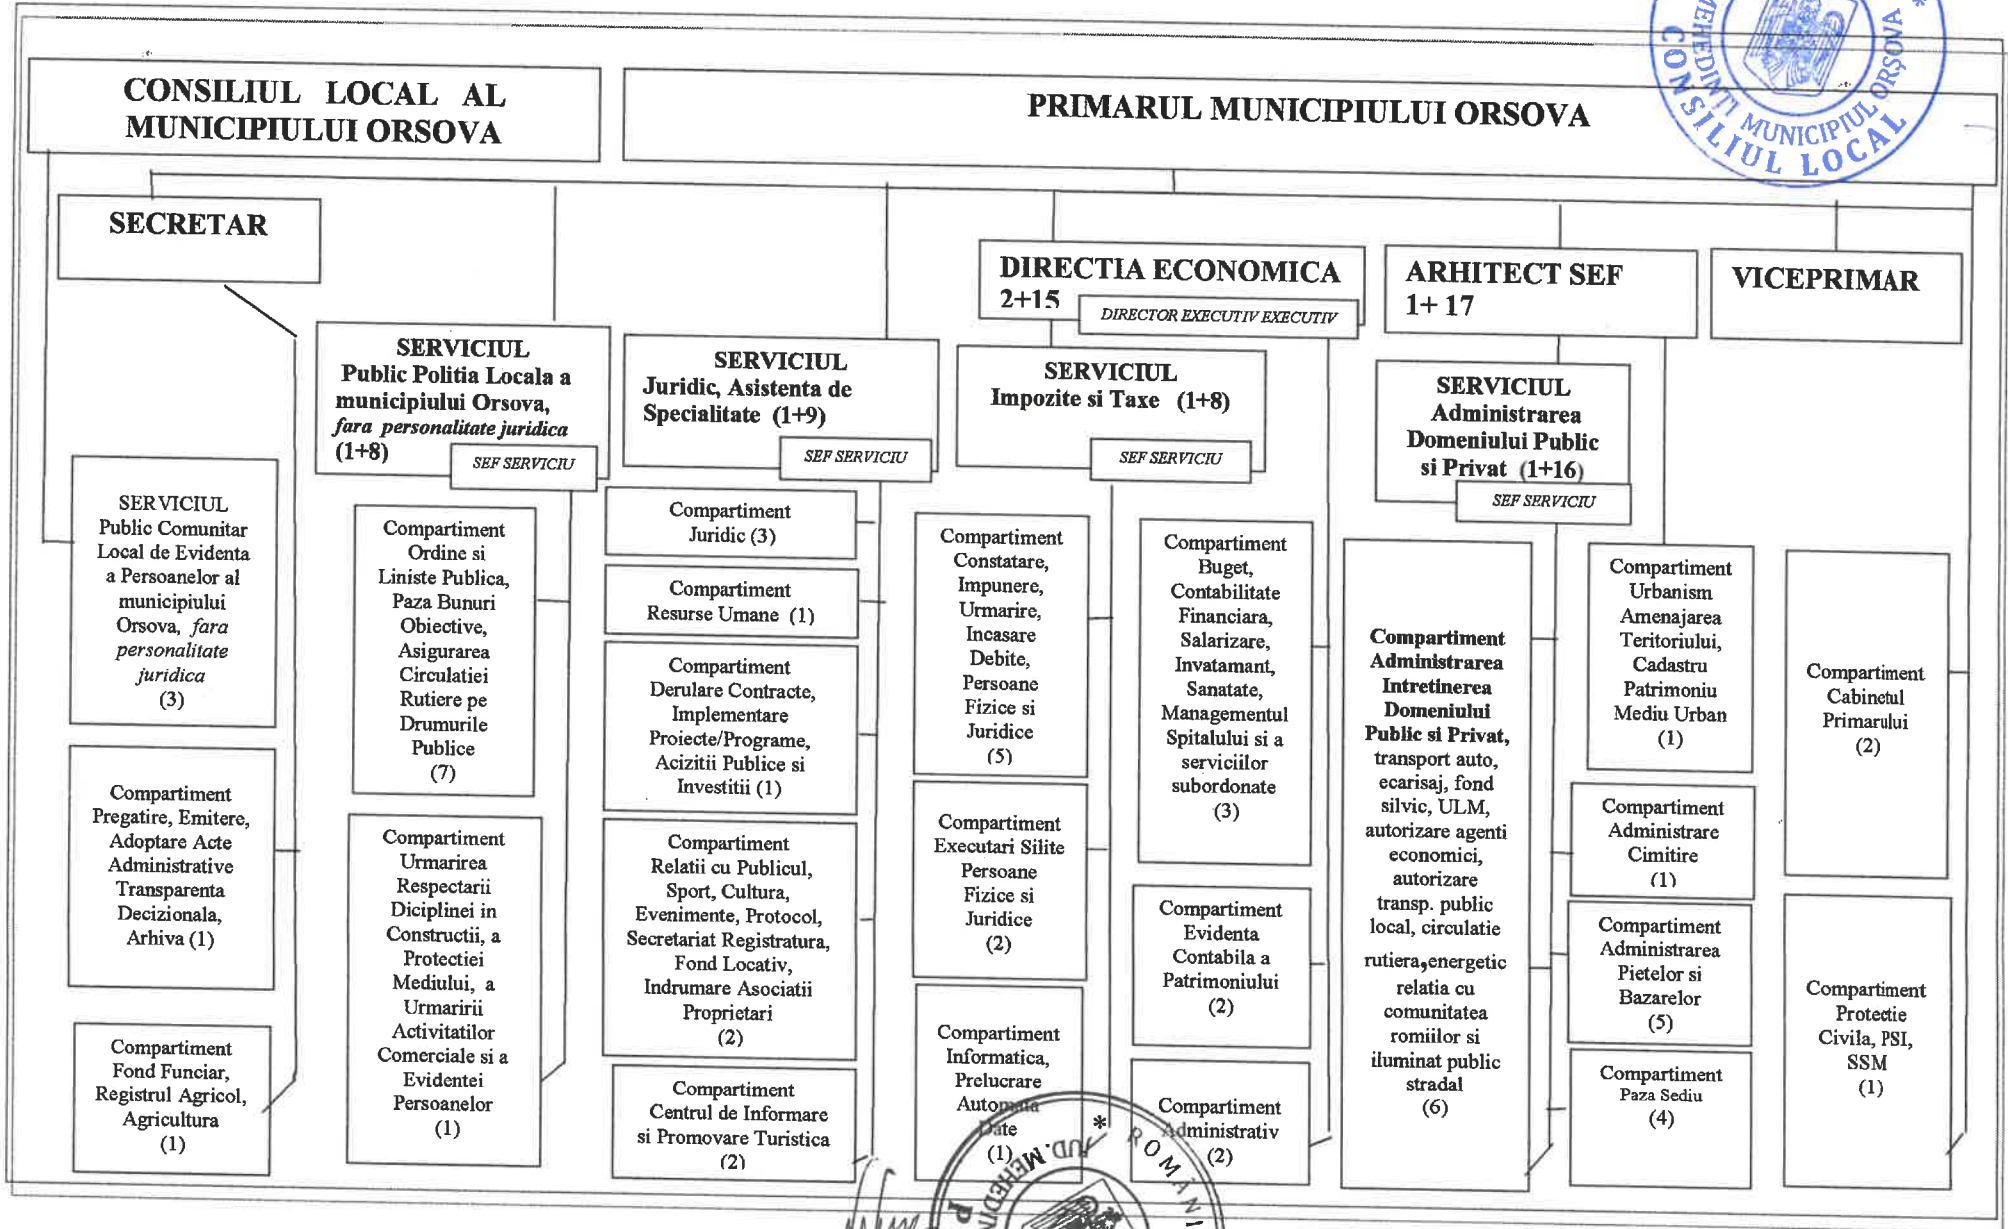 CONSILIUL LOCAL AL
MUNICIPIULUI ORSOVA
PRIMARUL MUNICIPIULUI ORSOVA
MEHEDINȚI MUNICIPIUL ORȘOVA *
CONSILIUL LOCAL
SECRETAR
DIRECTIA ECONOMICA
2+15
DIRECTOR EXECUTIV EXECUTIV
ARHITECT SEF
1+ 17
VICEPRIMAR
SERVICIUL
Public Politia Locala a
municipiului Orsova,
fara personalitate juridica
(1+8)
SEF SERVICIU
SERVICIUL
Juridic, Asistenta de
Specialitate (1+9)
SEF SERVICIU
SERVICIUL
Impozite si Taxe (1+8)
SEF SERVICIU
SERVICIUL
Administrarea
Domeniului Public
si Privat (1+16)
SEF SERVICIU
SERVICIUL
Public Comunitar
Local de Evidenta
a Persoanelor al
municipiului
Orsova, fara
personalitate
juridica
(3)
Compartiment
Pregatire, Emitere,
Adoptare Acte
Administrative
Transparenta
Decizionala,
Arhiva (1)
Compartiment
Fond Funciar,
Registrul Agricol,
Agricultura
(1)
Compartiment
Ordine si
Liniste Publica,
Paza Bunuri
Obiective,
Asigurarea
Circulatiei
Rutiere pe
Drumurile
Publice
(7)
Compartiment
Urmarirea
Respectarii
Diciplinei in
Constructii, a
Protectiei
Mediului, a
Urmaririi
Activitatilor
Comerciale si a
Evidentei
Persoanelor
(1)
Compartiment
Juridic (3)
Compartiment
Resurse Umane (1)
Compartiment
Derulare Contracte,
Implementare
Proiecte/Programe,
Acizitii Publice si
Investitii (1)
Compartiment
Relatii cu Publicul,
Sport, Cultura,
Evenimente, Protocol,
Secretariat Registratura,
Fond Locativ,
Indrumare Asociatii
Proprietari
(2)
Compartiment
Centrul de Informare
si Promovare Turistica
(2)
Compartiment
Constatare,
Impunere,
Urmarire,
Incasare
Debite,
Persoane
Fizice si
Juridice
(5)
Compartiment
Executari Silite
Persoane
Fizice si
Juridice
(2)
Compartiment
Informatica,
Prelucrare
Automata
Date
(1)
Compartiment
Buget,
Contabilitate
Financiara,
Salarizare,
Invatamant,
Sanatate,
Managementul
Spitalului si a
serviciilor
subordonate
(3)
Compartiment
Evidenta
Contabila a
Patrimoniului
(2)
Compartiment
Administrativ
(2)
Compartiment
Administrarea
Intretinerea
Domeniului
Public si Privat,
transport auto,
ecarisaj, fond
silvic, ULM,
autorizare agenti
economici,
autorizare
transp. public
local, circulatie
rutiera,energetic
relatia cu
comunitatea
romiilor si
iluminat public
stradal
(6)
Compartiment
Urbanism
Amenajarea
Teritoriului,
Cadastru
Patrimoniu
Mediu Urban
(1)
Compartiment
Administrare
Cimitire
(1)
Compartiment
Administrarea
Pietelor si
Bazarelor
(5)
Compartiment
Paza Sediu
(4)
Compartiment
Cabinetul
Primarului
(2)
Compartiment
Protectie
Civila, PSI,
SSM
(1)
JUD. MEHEDIN
* ROMÂNI
P